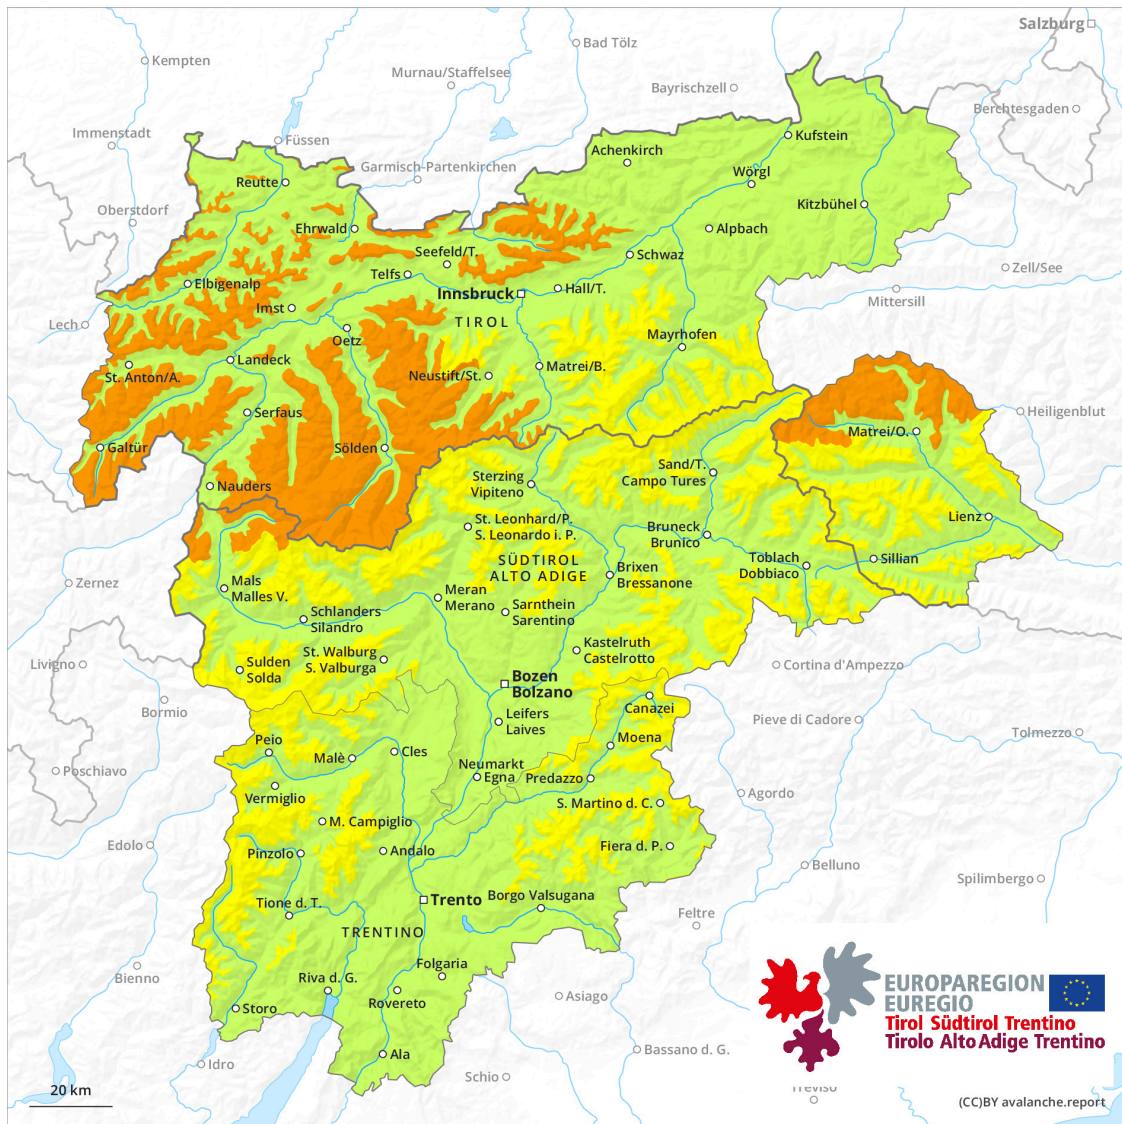 Salzburg
Bad Tölz
Kempten
Murnau/Staffelsee
Bayrischzell
Berchtesgaden
Immenstadt
Füssen
Kufstein
Achenkirch
Garmisch-Partenkirchen
Wörgl
Reutte
Kitzbühel
Oberstdorf
Ehrwald
Alpbach
Seefeld/T.
Schwaz
Zell/See
Telfs
Elbigenalp
Hall/T.
Innsbruck
Mittersill
Imst
TIROL
Lech
Oetz
Mayrhofen
Landeck
Matrei/B.
St. Anton/A.
Neustift/St.
Serfaus
Heiligenblut
Matrei/O.
Galtür
Sölden
Sand/T.
Campo Tures
Sterzing
Vipiteno
Nauders
St. Leonhard/P.
S. Leonardo i. P.
Lienz
Bruneck
Brunico
SÜDTIROL
ALTO ADIGE
Toblach
Dobbiaco
Sillian
Brixen
Bressanone
Zernez
Mals
Malles V.
Meran
Merano
Sarnthein
Sarentino
Schlanders
Silandro
Kastelruth
Castelrotto
St. Walburg
S. Valburga
Livigno
Sulden
Solda
Cortina d'Ampezzo
Bozen
Bolzano
Bormio
Canazei
Leifers
Laives
Pieve di Cadore
Tolmezzo
Moena
Peio
Cles
Malè
Poschiavo
Neumarkt
Egna
Predazzo
Vermiglio
Agordo
S. Martino d. C.
M. Campiglio
Edolo
Fiera d. P.
Pinzolo
Andalo
Belluno
Spilimbergo
Borgo Valsugana
Trento
Tione d. T.
Feltre
TRENTINO
Folgaria
Bienno
Riva d. G.
Asiago
Rovereto
Storo
Bassano d. G.
Ala
Idro
Schio
Treviso
EUROPAREGION
EUREGIO
Tirol Südtirol Trentino
Tirolo Alto Adige Trentino
20 km
(CC)BY avalanche.report